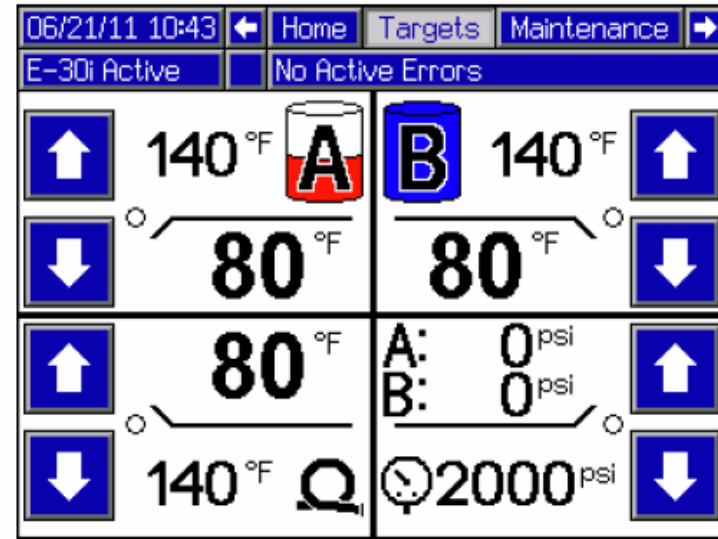 06/21/11 10:43 Home Targets Maintenance
E-30i Active No Active Errors
140 °F A B 140 °F
80 °F 80 °F
80 °F A: 0 psi
B: 0 psi
140 °F 2000 psi